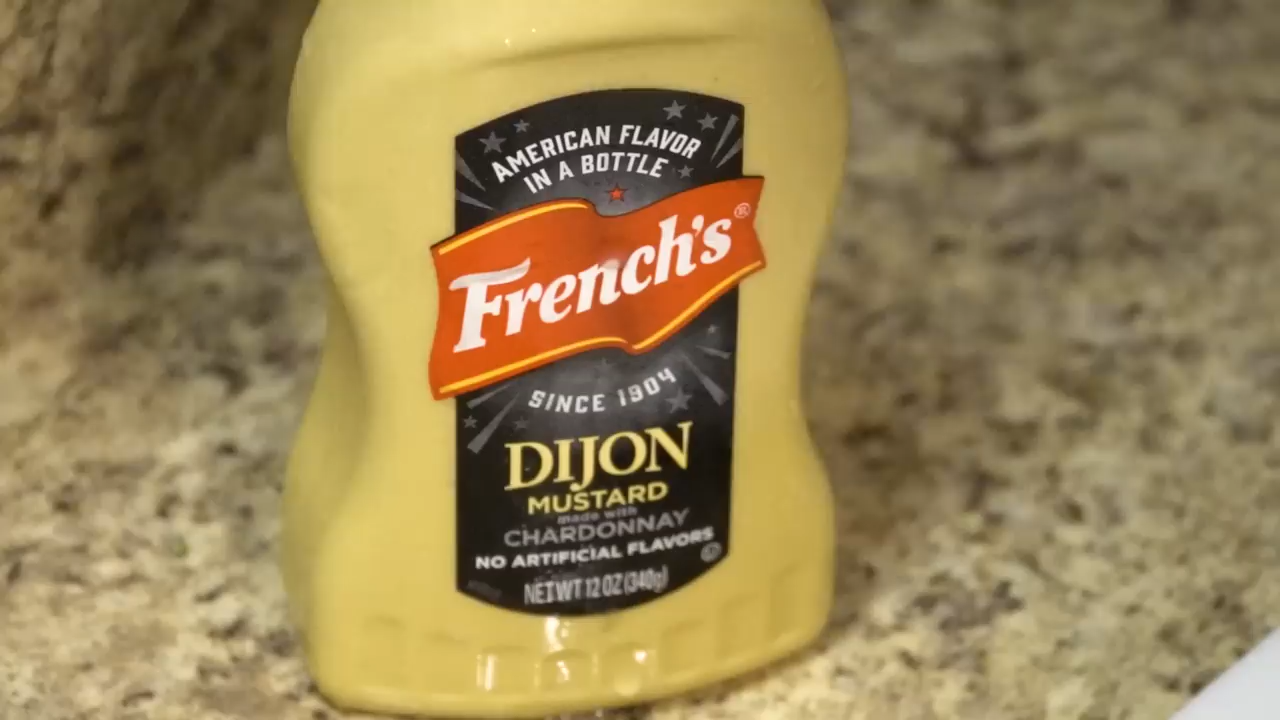 AMERICAN FLAVOR
IN A BOTTLE
French's®
SINCE 1904
DIJON
MUSTARD
made with
CHARDONNAY
NO ARTIFICIAL FLAVORS
NET WT 12 OZ (340g)